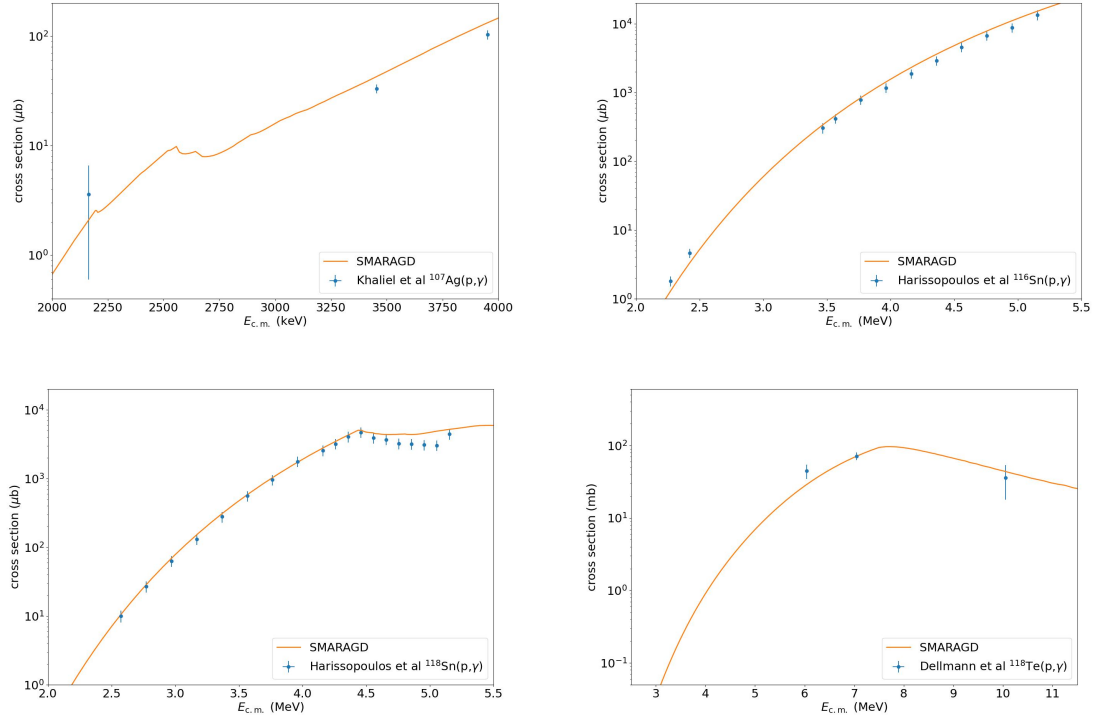 10²
10¹
10⁰
cross section (μb)
2000 2250 2500 2750 3000 3250 3500 3750 4000
E_c.m. (keV)
SMARAGD
Khaliel et al ¹⁰⁷Ag(p,γ)
10⁴
10³
10²
10¹
10⁰
cross section (μb)
2.0 2.5 3.0 3.5 4.0 4.5 5.0 5.5
E_c.m. (MeV)
SMARAGD
Harissopoulos et al ¹¹⁶Sn(p,γ)
10⁴
10³
10²
10¹
10⁰
cross section (μb)
2.0 2.5 3.0 3.5 4.0 4.5 5.0 5.5
E_c.m. (MeV)
SMARAGD
Harissopoulos et al ¹¹⁸Sn(p,γ)
10²
10¹
10⁰
10⁻¹
cross section (mb)
3 4 5 6 7 8 9 10 11
E_c.m. (MeV)
SMARAGD
Dellmann et al ¹¹⁸Te(p,γ)